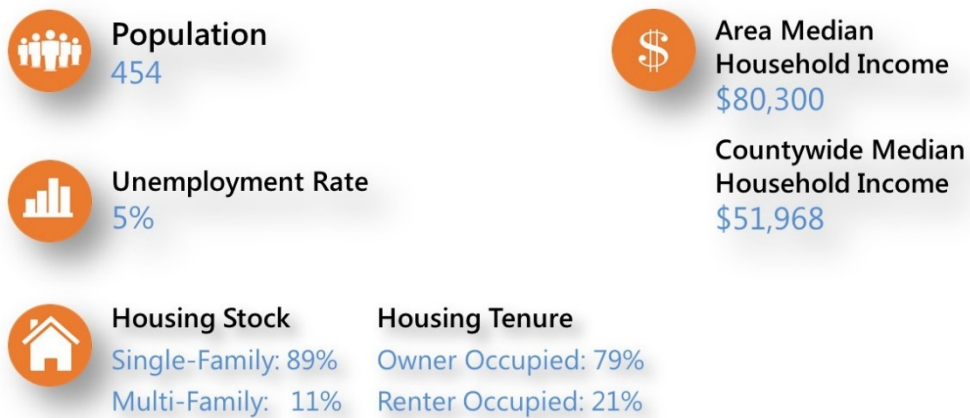 Population
454
Area Median
Household Income
$80,300
Countywide Median
Household Income
$51,968
Unemployment Rate
5%
Housing Stock
Single-Family: 89%
Multi-Family: 11%
Housing Tenure
Owner Occupied: 79%
Renter Occupied: 21%